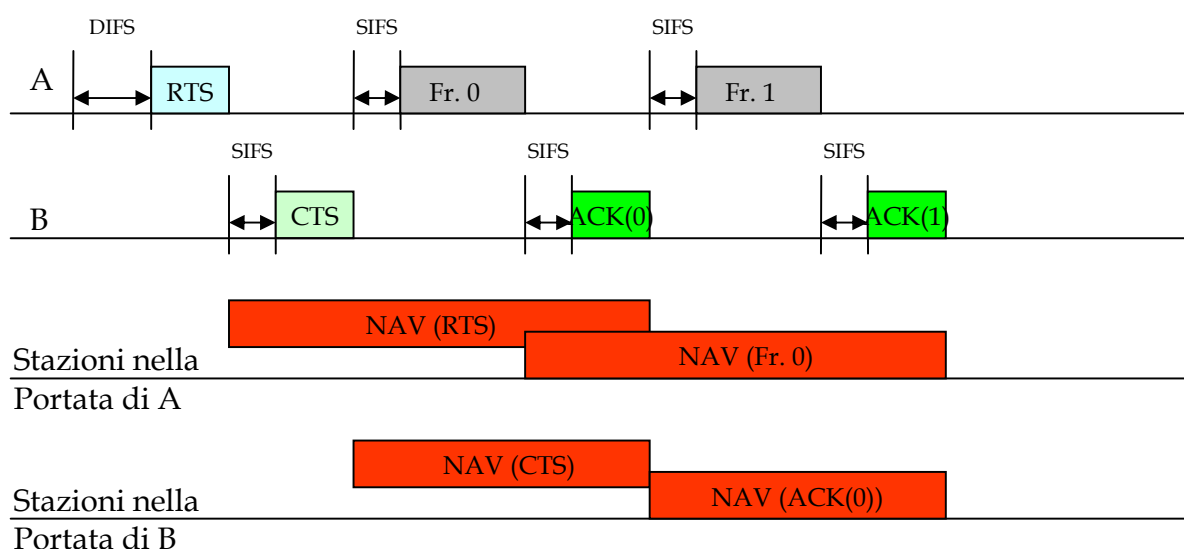 DIFS SIFS SIFS
A RTS Fr. 0 Fr. 1
SIFS SIFS SIFS
B CTS ACK(0) ACK(1)
NAV (RTS)
NAV (Fr. 0)
Stazioni nella
Portata di A
NAV (CTS)
NAV (ACK(0))
Stazioni nella
Portata di B